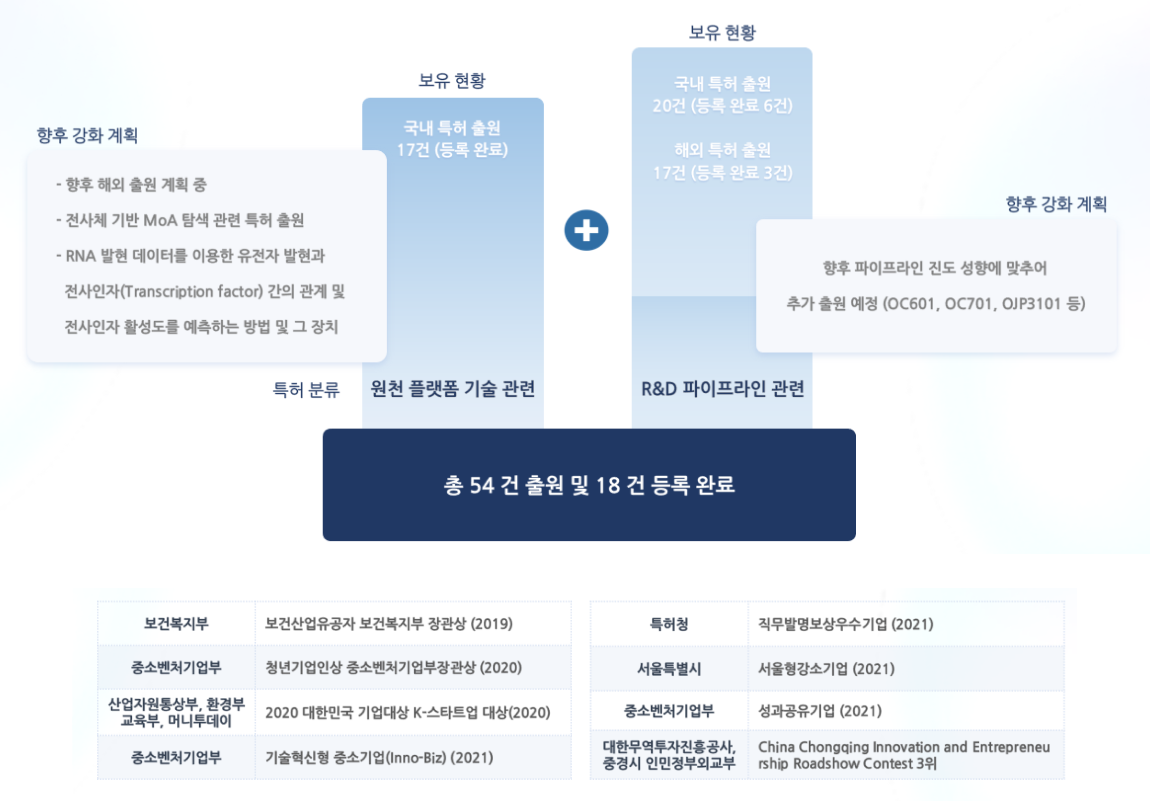 향후 강화 계획
- 향후 해외 출원 계획 중
- 전사체 기반 MoA 탐색 관련 특허 출원
- RNA 발현 데이터를 이용한 유전자 발현과
전사인자(Transcription factor) 간의 관계 및
전사인자 활성도를 예측하는 방법 및 그 장치
보유 현황
국내 특허 출원
17건 (등록 완료)
보유 현황
국내 특허 출원
20건 (등록 완료 6건)
해외 특허 출원
17건 (등록 완료 3건)
향후 강화 계획
향후 파이프라인 진도 성향에 맞추어
추가 출원 예정 (OC601, OC701, OJP3101 등)
특허 분류
원천 플랫폼 기술 관련
R&D 파이프라인 관련
총 54 건 출원 및 18 건 등록 완료
보건복지부
보건산업유공자 보건복지부 장관상 (2019)
중소벤처기업부
청년기업인상 중소벤처기업부장관상 (2020)
산업자원통상부, 환경부
교육부, 머니투데이
2020 대한민국 기업대상 K-스타트업 대상(2020)
중소벤처기업부
기술혁신형 중소기업(Inno-Biz) (2021)
특허청
직무발명보상우수기업 (2021)
서울특별시
서울형강소기업 (2021)
중소벤처기업부
성과공유기업 (2021)
대한무역투자진흥공사,
중경시 인민정부외교부
China Chongqing Innovation and Entrepreneu
rship Roadshow Contest 3위